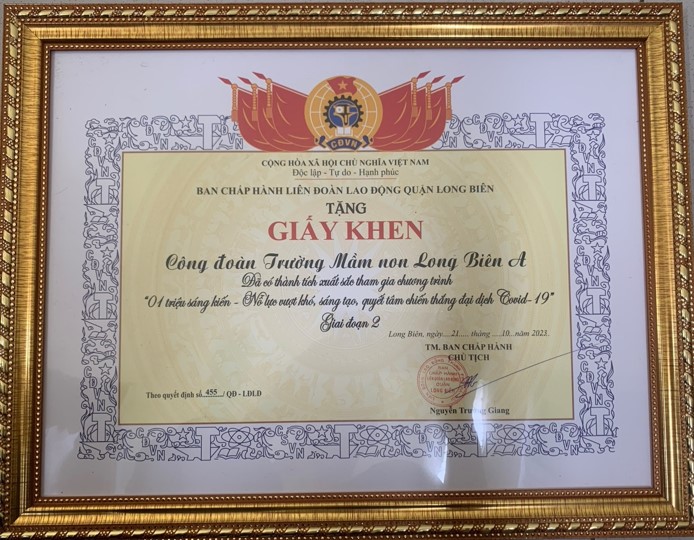 CĐVN
CỘNG HÒA XÃ HỘI CHỦ NGHĨA VIỆT NAM
Độc lập - Tự do - Hạnh phúc
BAN CHẤP HÀNH LIÊN ĐOÀN LAO ĐỘNG QUẬN LONG BIÊN
TẶNG
GIẤY KHEN
Công đoàn Trường Mầm non Long Biên A
Đã có thành tích xuất sắc tham gia chương trình
"01 triệu sáng kiến - Nỗ lực vượt khó, sáng tạo, quyết tâm chiến thắng đại dịch Covid-19"
Giai đoạn 2
Long Biên, ngày 21 tháng 10 năm 2023
TM. BAN CHẤP HÀNH
CHỦ TỊCH
Theo quyết định số 455 / QĐ - LĐLĐ
Nguyễn Trường Giang